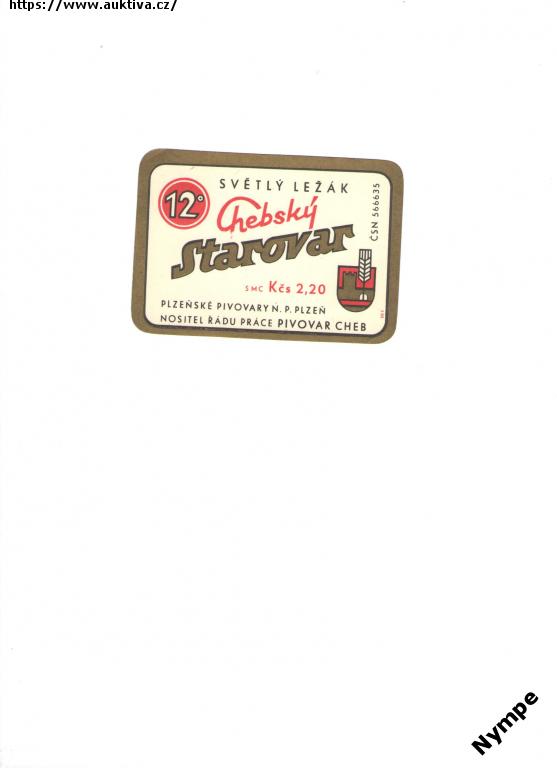 https://www.auktiva.cz/
12°
SVĚTLÝ LEŽÁK
Chebský
Starovar
SMC Kčs 2,20
ČSN 566635
PLZEŇSKÉ PIVOVARY N. P. PLZEŇ
NOSITEL ŘÁDU PRÁCE PIVOVAR CHEB
Nympe